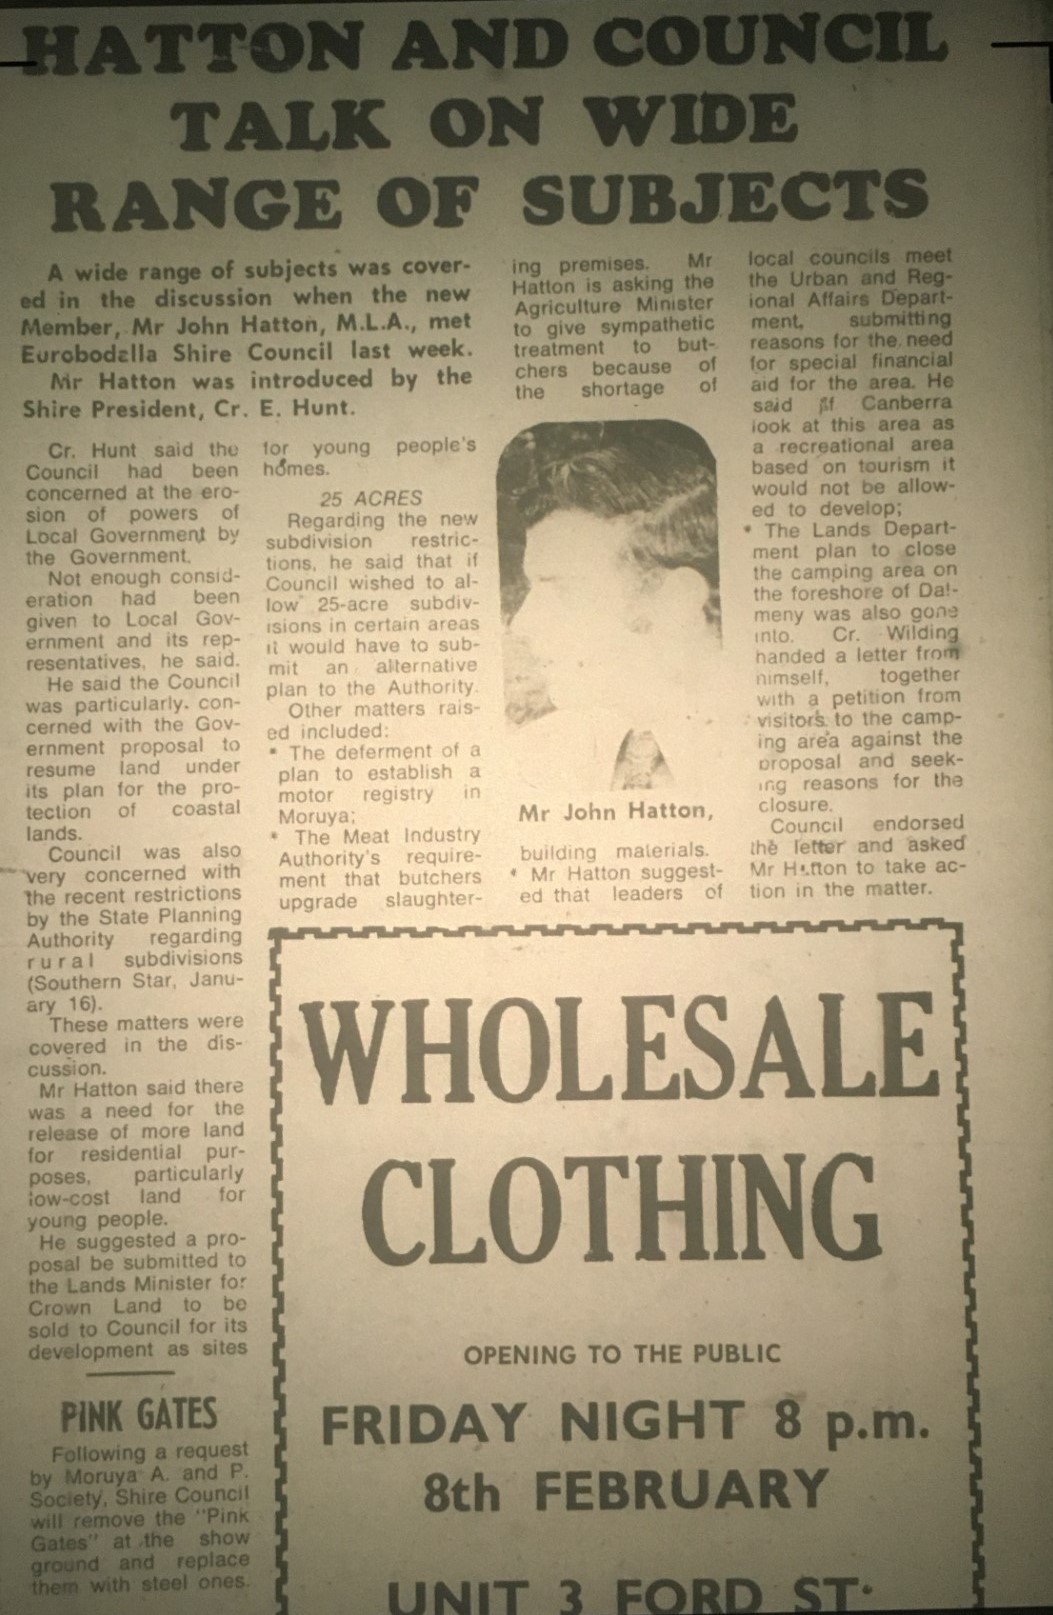 HATTON AND COUNCIL
TALK ON WIDE
RANGE OF SUBJECTS
A wide range of subjects was cover-
ed in the discussion when the new
Member, Mr John Hatton, M.L.A., met
Eurobodalla Shire Council last week.
Mr Hatton was introduced by the
Shire President, Cr. E. Hunt.
Cr. Hunt said the
Council had been
concerned at the ero-
sion of powers of
Local Government by
the Government.
Not enough consid-
eration had been
given to Local Gov-
ernment and its rep-
resentatives, he said.
He said the Council
was particularly. con-
cerned with the Gov-
ernment proposal to
resume land under
its plan for the pro-
tection of coastal
lands.
Council was also
very concerned with
the recent restrictions
by the State Planning
Authority regarding
rural subdivisions
(Southern Star, Janu-
ary 16).
These matters were
covered in the dis-
cussion.
Mr Hatton said there
was a need for the
release of more land
for residential pur-
poses, particularly
low-cost land for
young people.
He suggested a pro-
posal be submitted to
the Lands Minister for
Crown Land to be
sold to Council for its
development as sites
for young people's
homes.
25 ACRES
Regarding the new
subdivision restric-
tions, he said that if
Council wished to al-
low 25-acre subdiv-
isions in certain areas
it would have to sub-
mit an alternative
plan to the Authority.
Other matters rais-
ed included:
* The deferment of a
plan to establish a
motor registry in
Moruya;
* The Meat Industry
Authority's require-
ment that butchers
upgrade slaughter-
ing premises. Mr
Hatton is asking the
Agriculture Minister
to give sympathetic
treatment to but-
chers because of
the shortage of
Mr John Hatton,
building materials.
* Mr Hatton suggest-
ed that leaders of
local councils meet
the Urban and Reg-
ional Affairs Depart-
ment, submitting
reasons for the need
for special financial
aid for the area. He
said if Canberra
look at this area as
a recreational area
based on tourism it
would not be allow-
ed to develop;
* The Lands Depart-
ment plan to close
the camping area on
the foreshore of Dal-
meny was also gone
into. Cr. Wilding
handed a letter from
himself, together
with a petition from
visitors to the camp-
ing area against the
proposal and seek-
ing reasons for the
closure.
Council endorsed
the letter and asked
Mr Hatton to take ac-
tion in the matter.
PINK GATES
Following a request
by Moruya A. and P.
Society, Shire Council
will remove the "Pink
Gates" at the show
ground and replace
them with steel ones.
WHOLESALE
CLOTHING
OPENING TO THE PUBLIC
FRIDAY NIGHT 8 p.m.
8th FEBRUARY
UNIT 3 FORD ST.